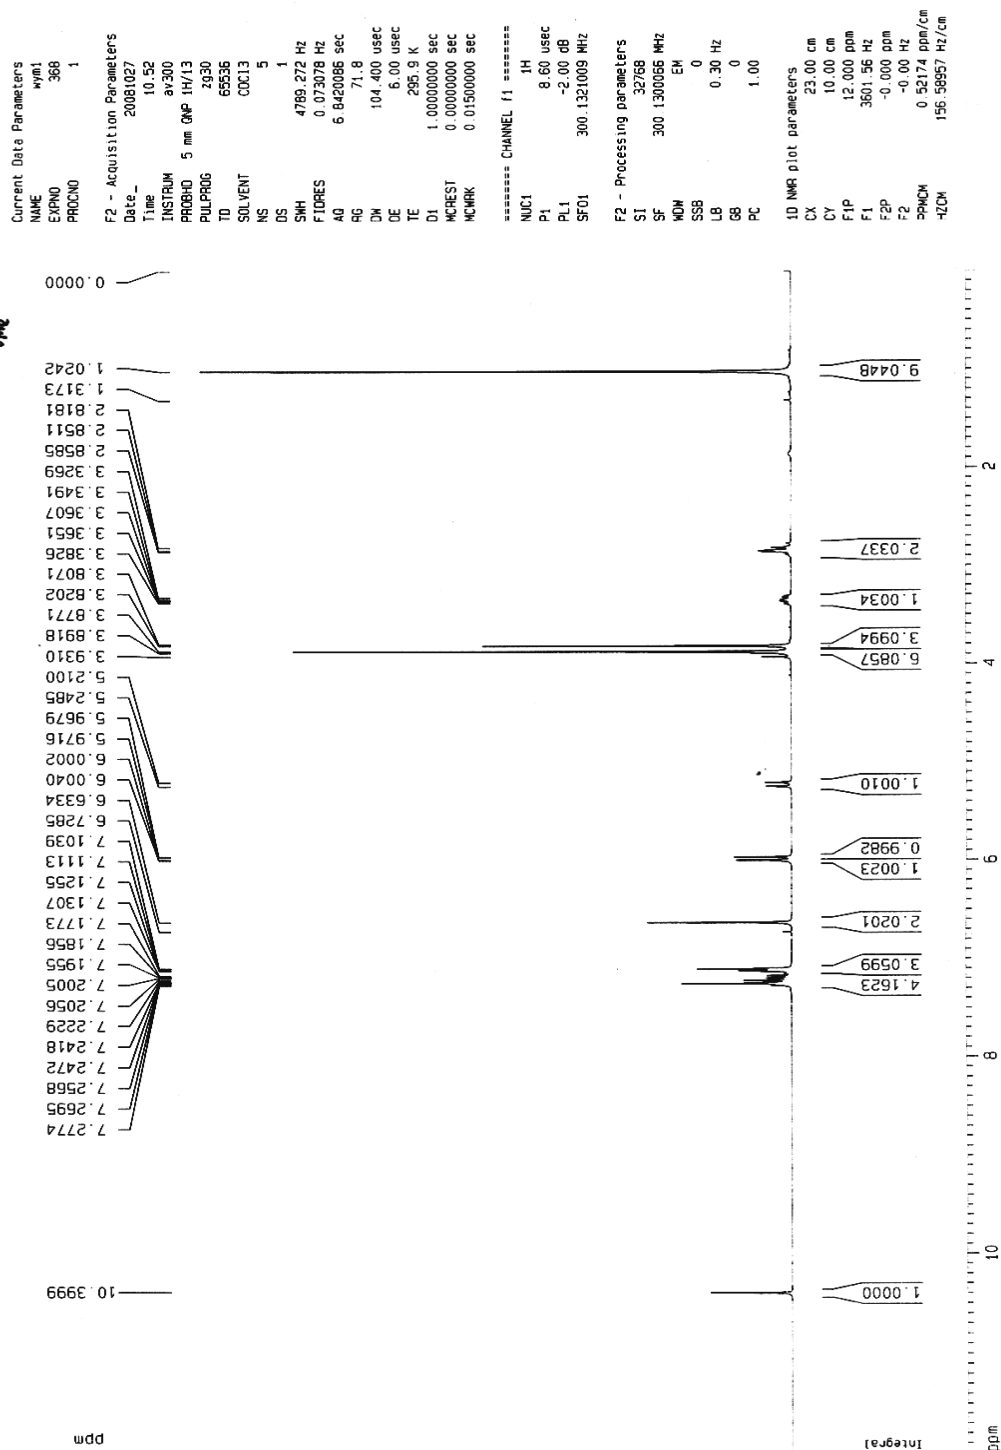 Current Data Parameters
NAME wym1
EXPNO 368
PROCNO 1
F2 - Acquisition Parameters
Date_ 20081027
Time 10.52
INSTRUM av300
PROBHD 5 mm QNP 1H/13
PULPROG zg30
TD 65536
SOLVENT CDCl3
NS 5
DS 1
SWH 4789.272 Hz
FIDRES 0.073078 Hz
AQ 6.8420086 sec
RG 71.8
DW 104.400 usec
DE 6.00 usec
TE 295.9 K
D1 1.00000000 sec
MCREST 0.00000000 sec
MCWRK 0.01500000 sec
======== CHANNEL f1 ========
NUC1 1H
P1 8.60 usec
PL1 -2.00 dB
SFO1 300.1321009 MHz
F2 - Processing parameters
SI 32768
SF 300.1300066 MHz
WDW EM
SSB 0
LB 0.30 Hz
GB 0
PC 1.00
1D NMR plot parameters
CX 23.00 cm
CY 10.00 cm
F1P 12.000 ppm
F1 3601.56 Hz
F2P -0.000 ppm
F2 -0.00 Hz
PPMCM 0.52174 ppm/cm
HZCM 156.58957 Hz/cm
ppm
10.3999
7.2774
7.2695
7.2568
7.2472
7.2418
7.2229
7.2056
7.2005
7.1955
7.1856
7.1773
7.1307
7.1255
7.1113
7.1039
6.7285
6.6334
6.0040
6.0002
5.9716
5.9679
5.2485
5.2100
3.9310
3.8918
3.8771
3.8202
3.8071
3.3826
3.3651
3.3607
3.3491
3.3269
2.8585
2.8511
2.8181
1.3173
1.0242
0.0000
Integral
1.0000
4.1623
3.0599
2.0201
1.0023
0.9982
1.0010
6.0857
3.0994
1.0034
2.0337
9.0448
ppm
10
8
6
4
2